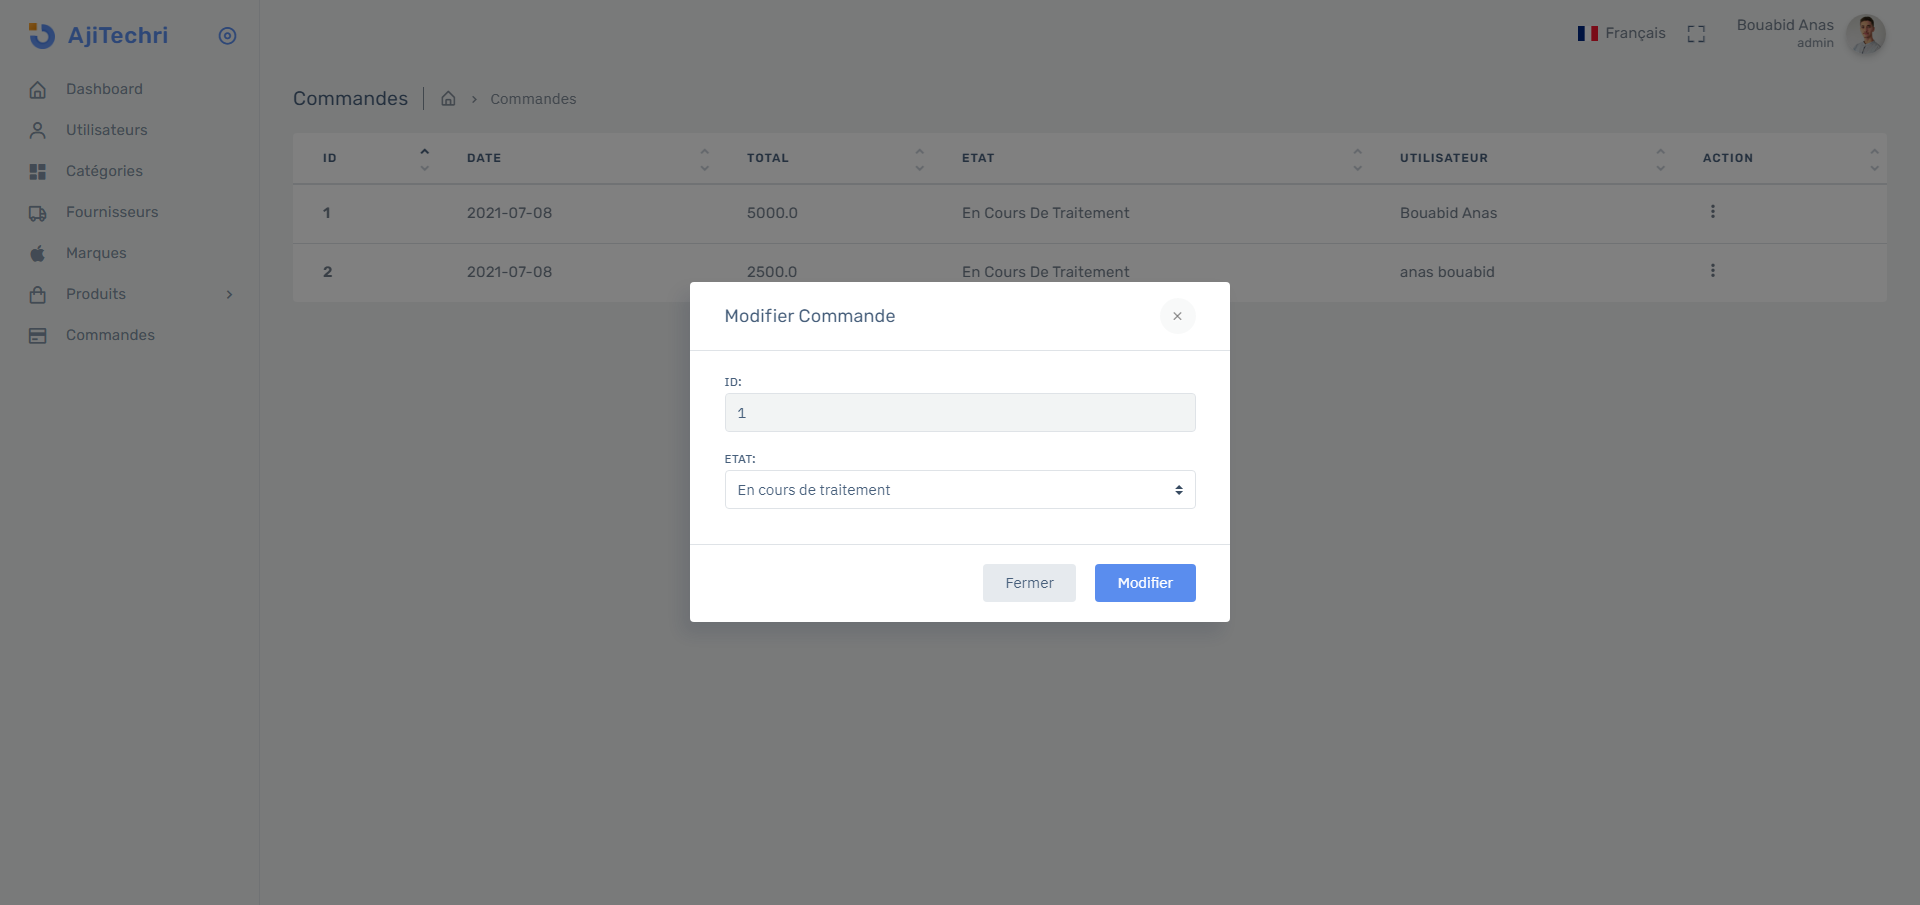 AjiTechri
Français
Bouabid Anas
admin
Dashboard
Utilisateurs
Catégories
Fournisseurs
Marques
Produits
Commandes
Commandes
Commandes
ID DATE TOTAL ETAT UTILISATEUR ACTION
1 2021-07-08 5000.0 En Cours De Traitement Bouabid Anas
2 2021-07-08 2500.0 En Cours De Traitement anas bouabid
Modifier Commande
ID:
1
ETAT:
En cours de traitement
Fermer
Modifier